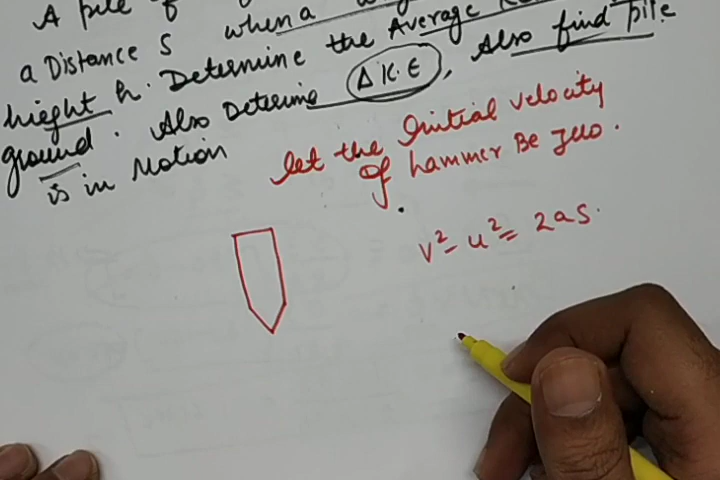 A pile of
a Distance S when a
hieght h. Determine the Average
ground. Also Determine ΔK.E, Also find pile
is in Motion
let the Initial velocity
Of hammer Be zero.
V²- u² = 2as.